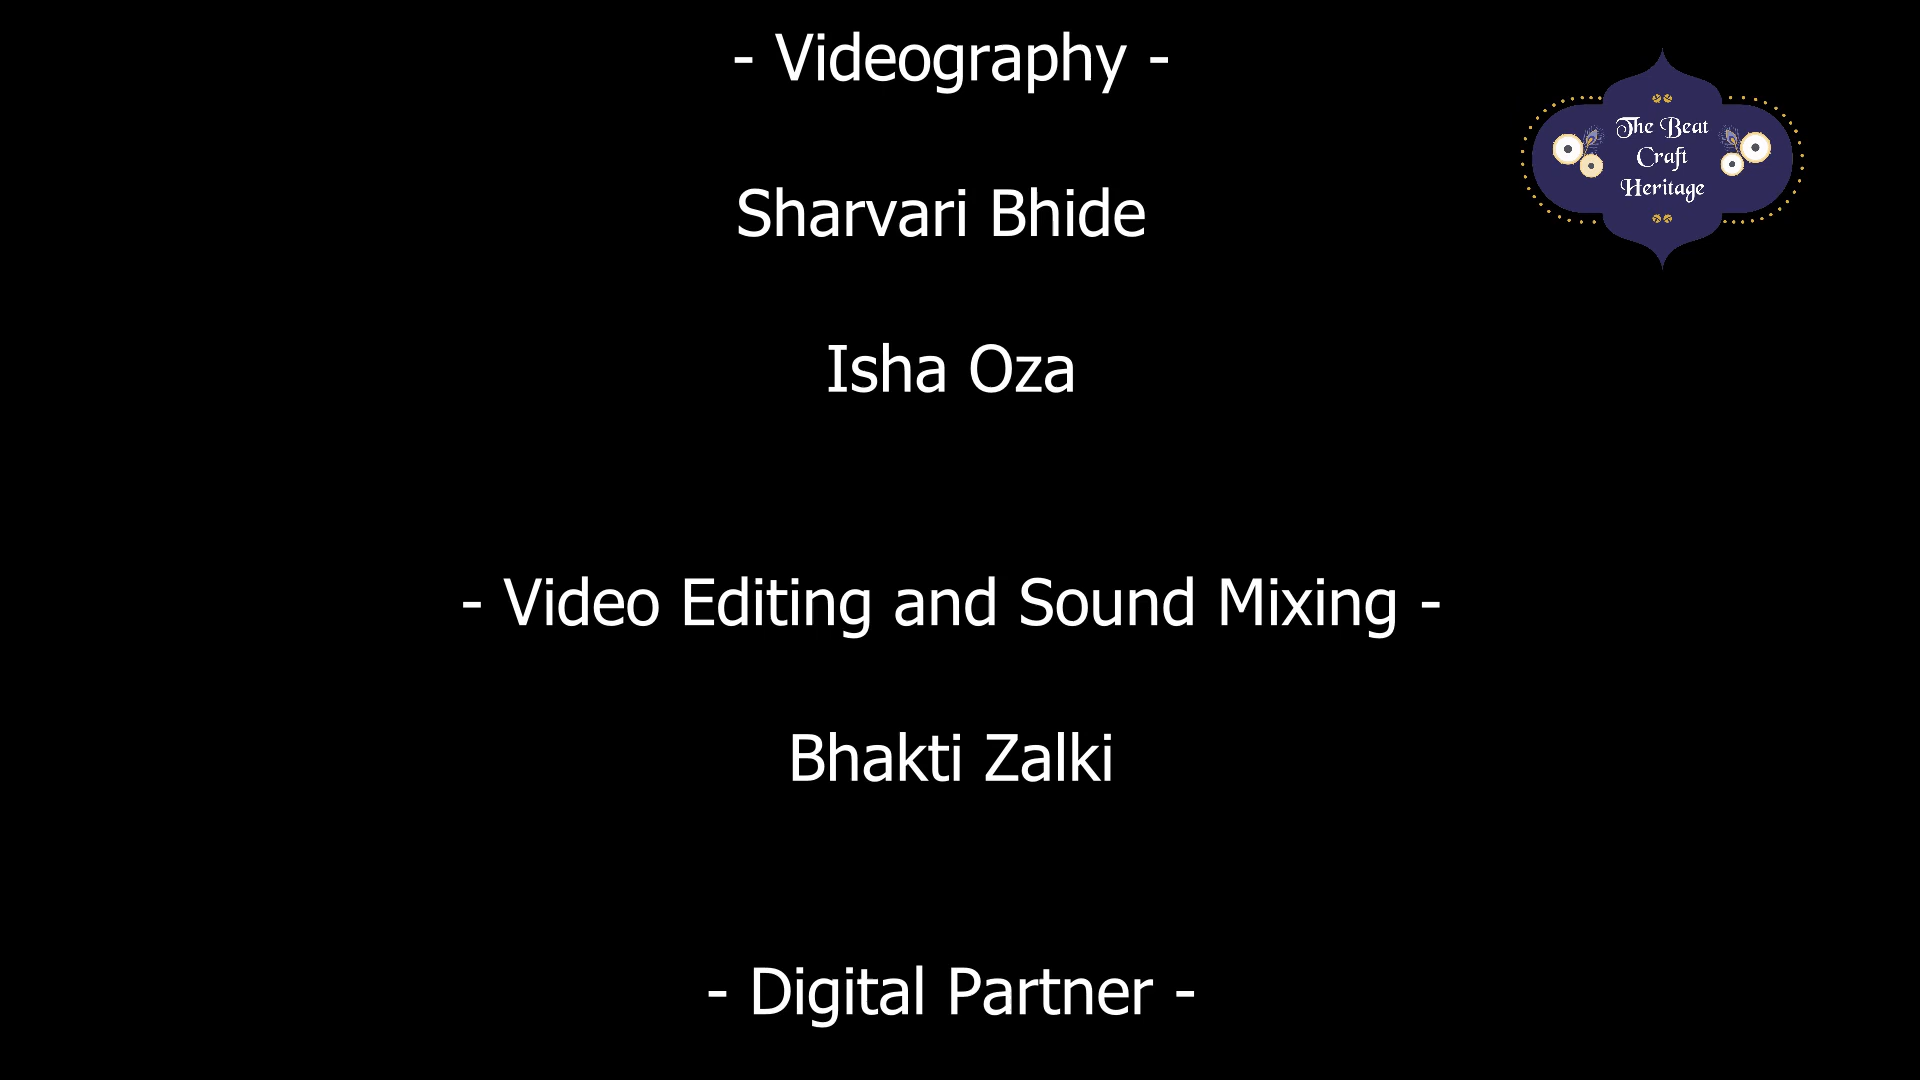 - Videography -
Sharvari Bhide
Isha Oza
- Video Editing and Sound Mixing -
Bhakti Zalki
- Digital Partner -
The Beat
Craft
Heritage